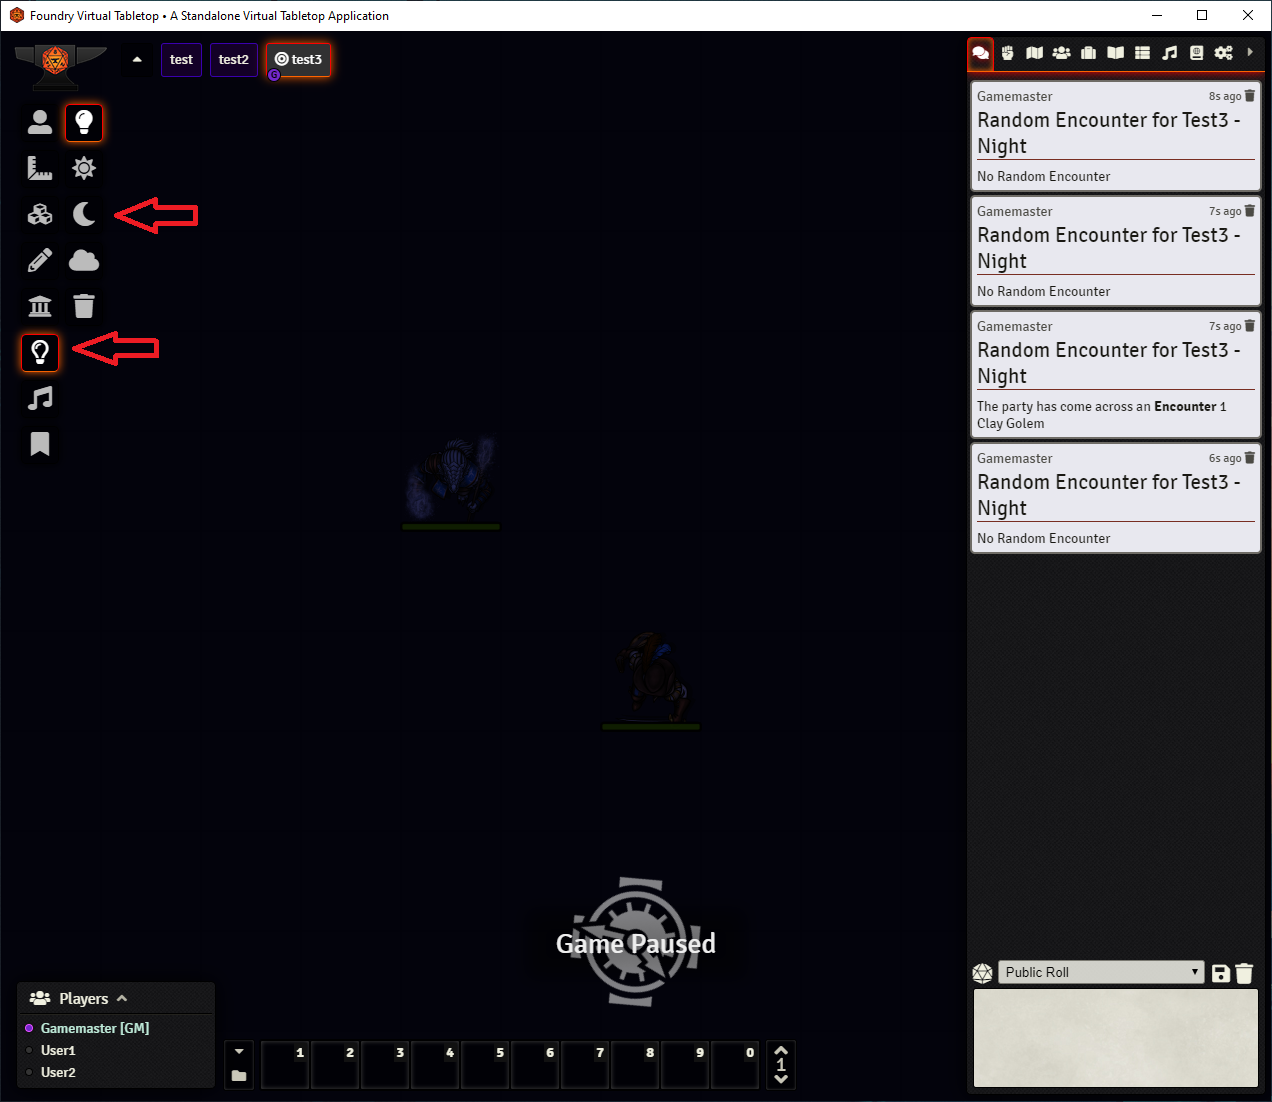 Foundry Virtual Tabletop • A Standalone Virtual Tabletop Application
test
test2
test3
G
Gamemaster 8s ago
Random Encounter for Test3 -
Night
No Random Encounter
Gamemaster 7s ago
Random Encounter for Test3 -
Night
No Random Encounter
Gamemaster 7s ago
Random Encounter for Test3 -
Night
The party has come across an Encounter 1
Clay Golem
Gamemaster 6s ago
Random Encounter for Test3 -
Night
No Random Encounter
Game Paused
Public Roll
Players
Gamemaster [GM]
User1
User2
1 2 3 4 5 6 7 8 9 0
1